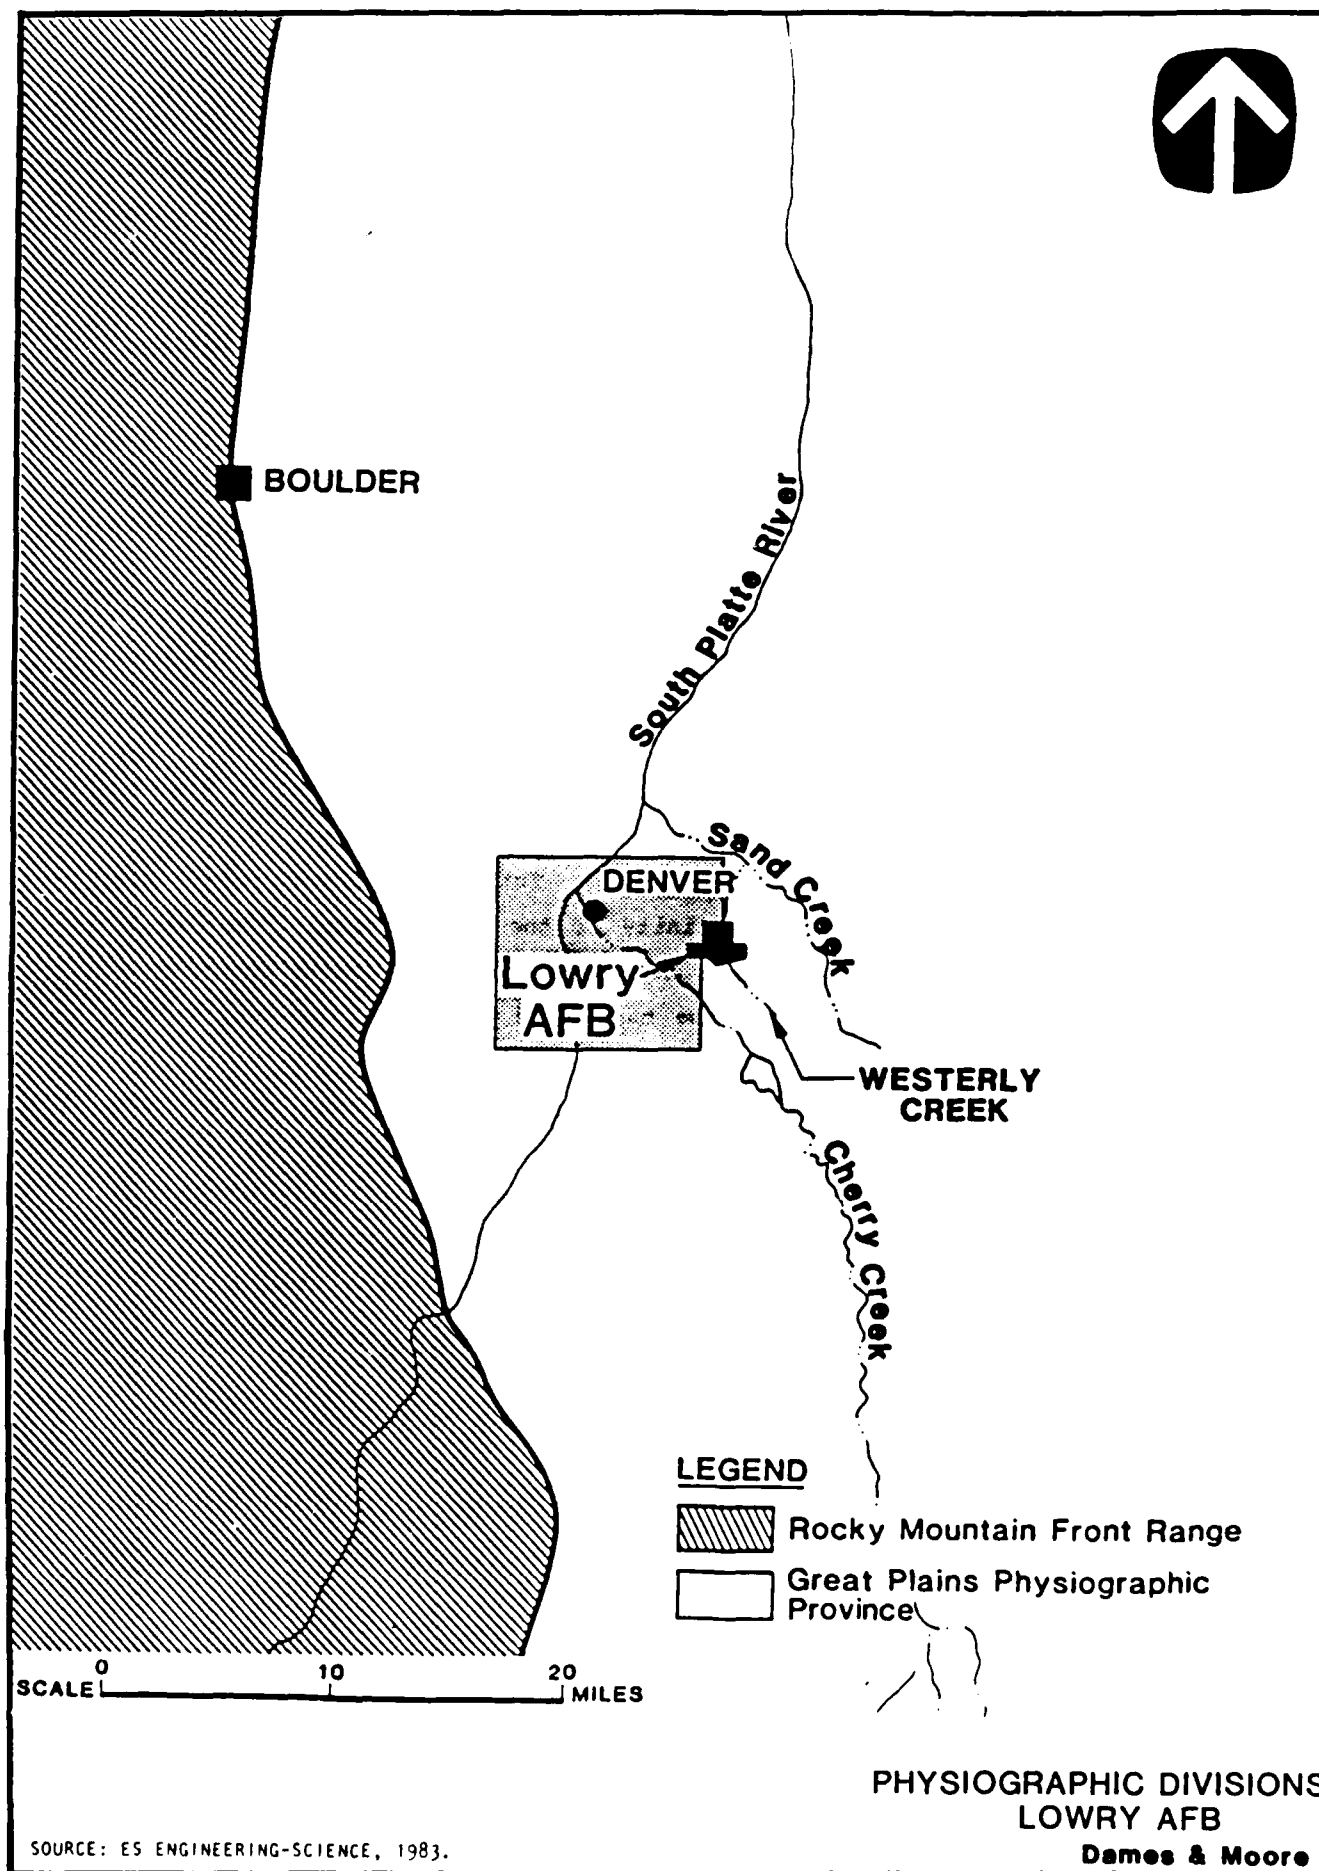 BOULDER
South Platte River
Sand Creek
DENVER
Lowry
AFB
WESTERLY
CREEK
Cherry Creek
LEGEND
Rocky Mountain Front Range
Great Plains Physiographic
Province
0 10 20
SCALE MILES
PHYSIOGRAPHIC DIVISIONS
LOWRY AFB
SOURCE: ES ENGINEERING-SCIENCE, 1983.
Dames & Moore